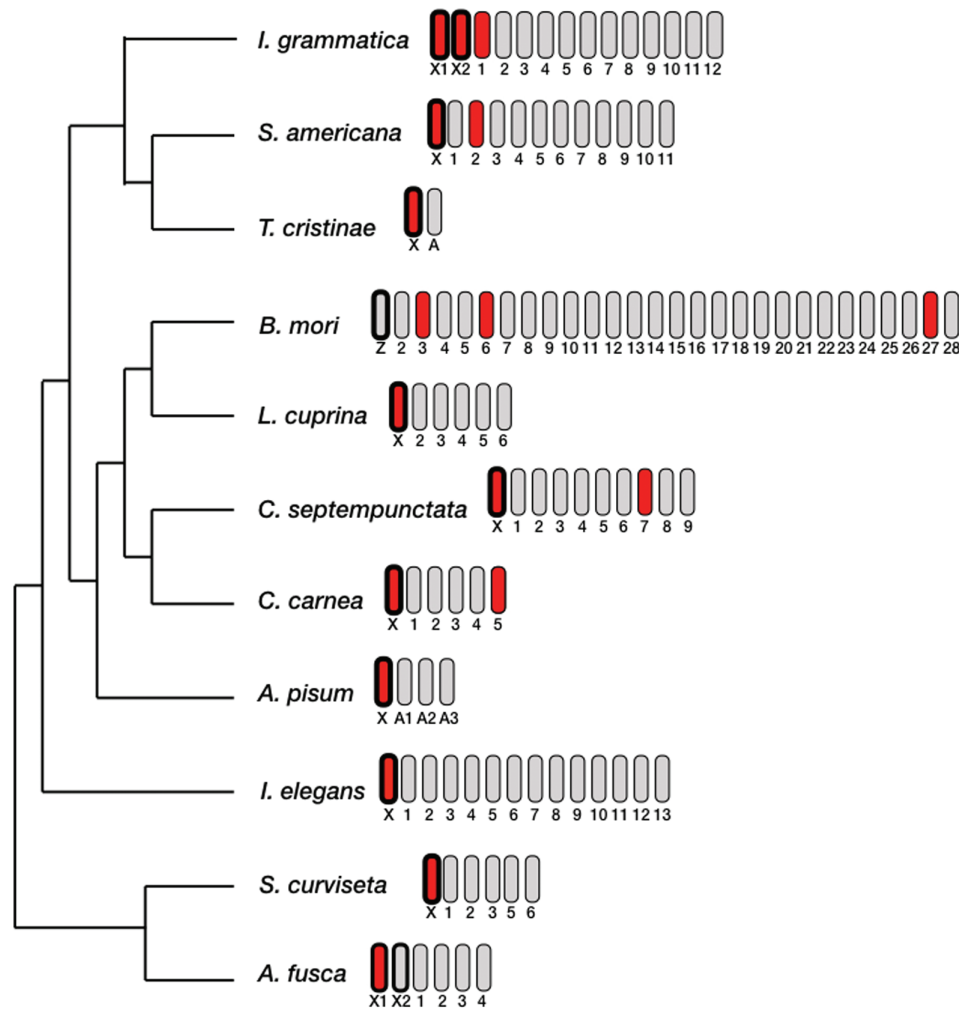 I. grammatica
X1 X2 1 2 3 4 5 6 7 8 9 10 11 12
S. americana
X 1 2 3 4 5 6 7 8 9 10 11
T. cristinae
X A
B. mori
Z 2 3 4 5 6 7 8 9 10 11 12 13 14 15 16 17 18 19 20 21 22 23 24 25 26 27 28
L. cuprina
X 2 3 4 5 6
C. septempunctata
X 1 2 3 4 5 6 7 8 9
C. carnea
X 1 2 3 4 5
A. pisum
X A1 A2 A3
I. elegans
X 1 2 3 4 5 6 7 8 9 10 11 12 13
S. curviseta
X 1 2 3 5 6
A. fusca
X1 X2 1 2 3 4